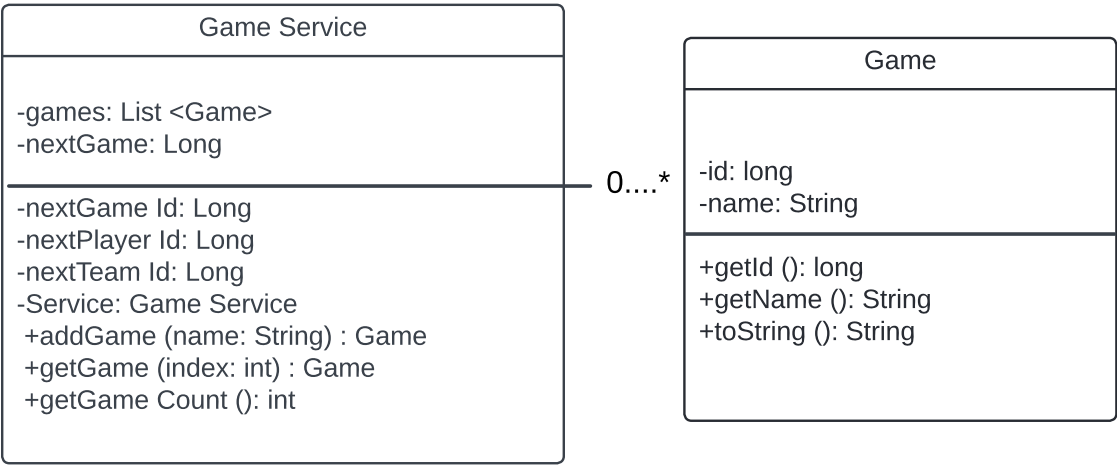 Game Service
-games: List <Game>
-nextGame: Long
-nextGame Id: Long
-nextPlayer Id: Long
-nextTeam Id: Long
-Service: Game Service
+addGame (name: String) : Game
+getGame (index: int) : Game
+getGame Count (): int
0....*
Game
-id: long
-name: String
+getId (): long
+getName (): String
+toString (): String